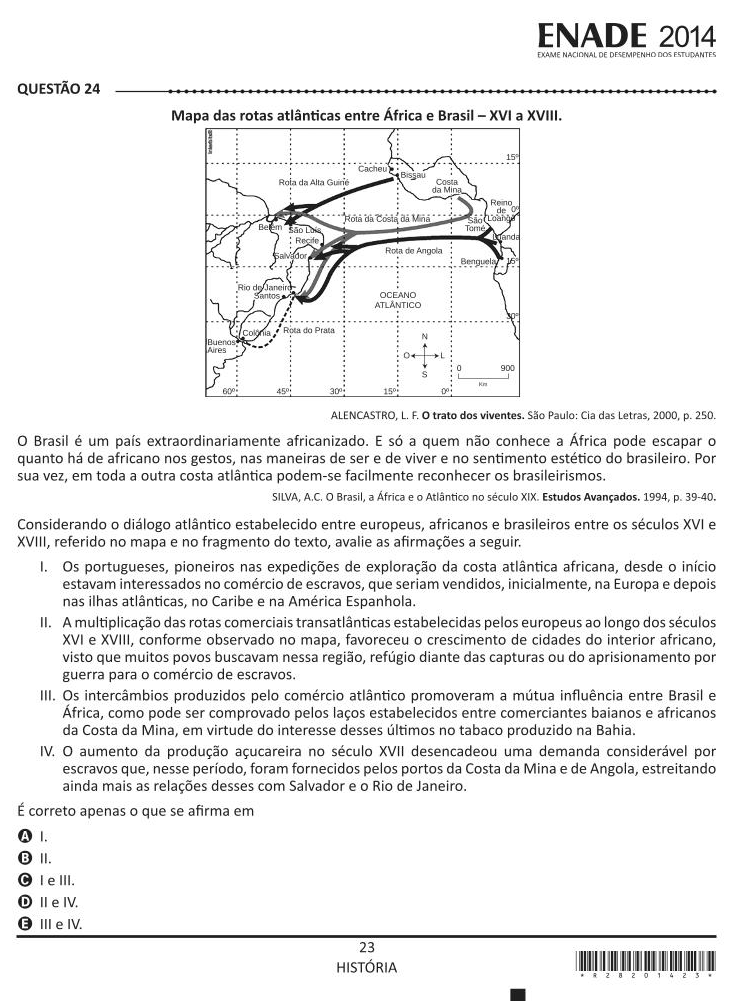 ENADE 2014
EXAME NACIONAL DE DESEMPENHO DOS ESTUDANTES
QUESTÃO 24
Mapa das rotas atlânticas entre África e Brasil – XVI a XVIII.
15º
Cacheu
Bissau
Rota da Alta Guiné
Costa
da Mina
Reino
de
Loango
0º
Rota da Costa da Mina
São
Tomé
Belém
São Luís
Recife
Luanda
Salvador
Rota de Angola
Benguela
15º
Rio de Janeiro
Santos
OCEANO
ATLÂNTICO
30º
Colônia
Rota do Prata
Buenos
Aires
N
O
L
S
0
900
Km
60º
45º
30º
15º
0º
ALENCASTRO, L. F. O trato dos viventes. São Paulo: Cia das Letras, 2000, p. 250.
O Brasil é um país extraordinariamente africanizado. E só a quem não conhece a África pode escapar o
quanto há de africano nos gestos, nas maneiras de ser e de viver e no sentimento estético do brasileiro. Por
sua vez, em toda a outra costa atlântica podem-se facilmente reconhecer os brasileirismos.
SILVA, A.C. O Brasil, a África e o Atlântico no século XIX. Estudos Avançados. 1994, p. 39-40.
Considerando o diálogo atlântico estabelecido entre europeus, africanos e brasileiros entre os séculos XVI e
XVIII, referido no mapa e no fragmento do texto, avalie as afirmações a seguir.
I. Os portugueses, pioneiros nas expedições de exploração da costa atlântica africana, desde o início
estavam interessados no comércio de escravos, que seriam vendidos, inicialmente, na Europa e depois
nas ilhas atlânticas, no Caribe e na América Espanhola.
II. A multiplicação das rotas comerciais transatlânticas estabelecidas pelos europeus ao longo dos séculos
XVI e XVIII, conforme observado no mapa, favoreceu o crescimento de cidades do interior africano,
visto que muitos povos buscavam nessa região, refúgio diante das capturas ou do aprisionamento por
guerra para o comércio de escravos.
III. Os intercâmbios produzidos pelo comércio atlântico promoveram a mútua influência entre Brasil e
África, como pode ser comprovado pelos laços estabelecidos entre comerciantes baianos e africanos
da Costa da Mina, em virtude do interesse desses últimos no tabaco produzido na Bahia.
IV. O aumento da produção açucareira no século XVII desencadeou uma demanda considerável por
escravos que, nesse período, foram fornecidos pelos portos da Costa da Mina e de Angola, estreitando
ainda mais as relações desses com Salvador e o Rio de Janeiro.
É correto apenas o que se afirma em
A I.
B II.
C I e III.
D II e IV.
E III e IV.
23
HISTÓRIA
* R 2 8 2 0 1 4 2 3 *